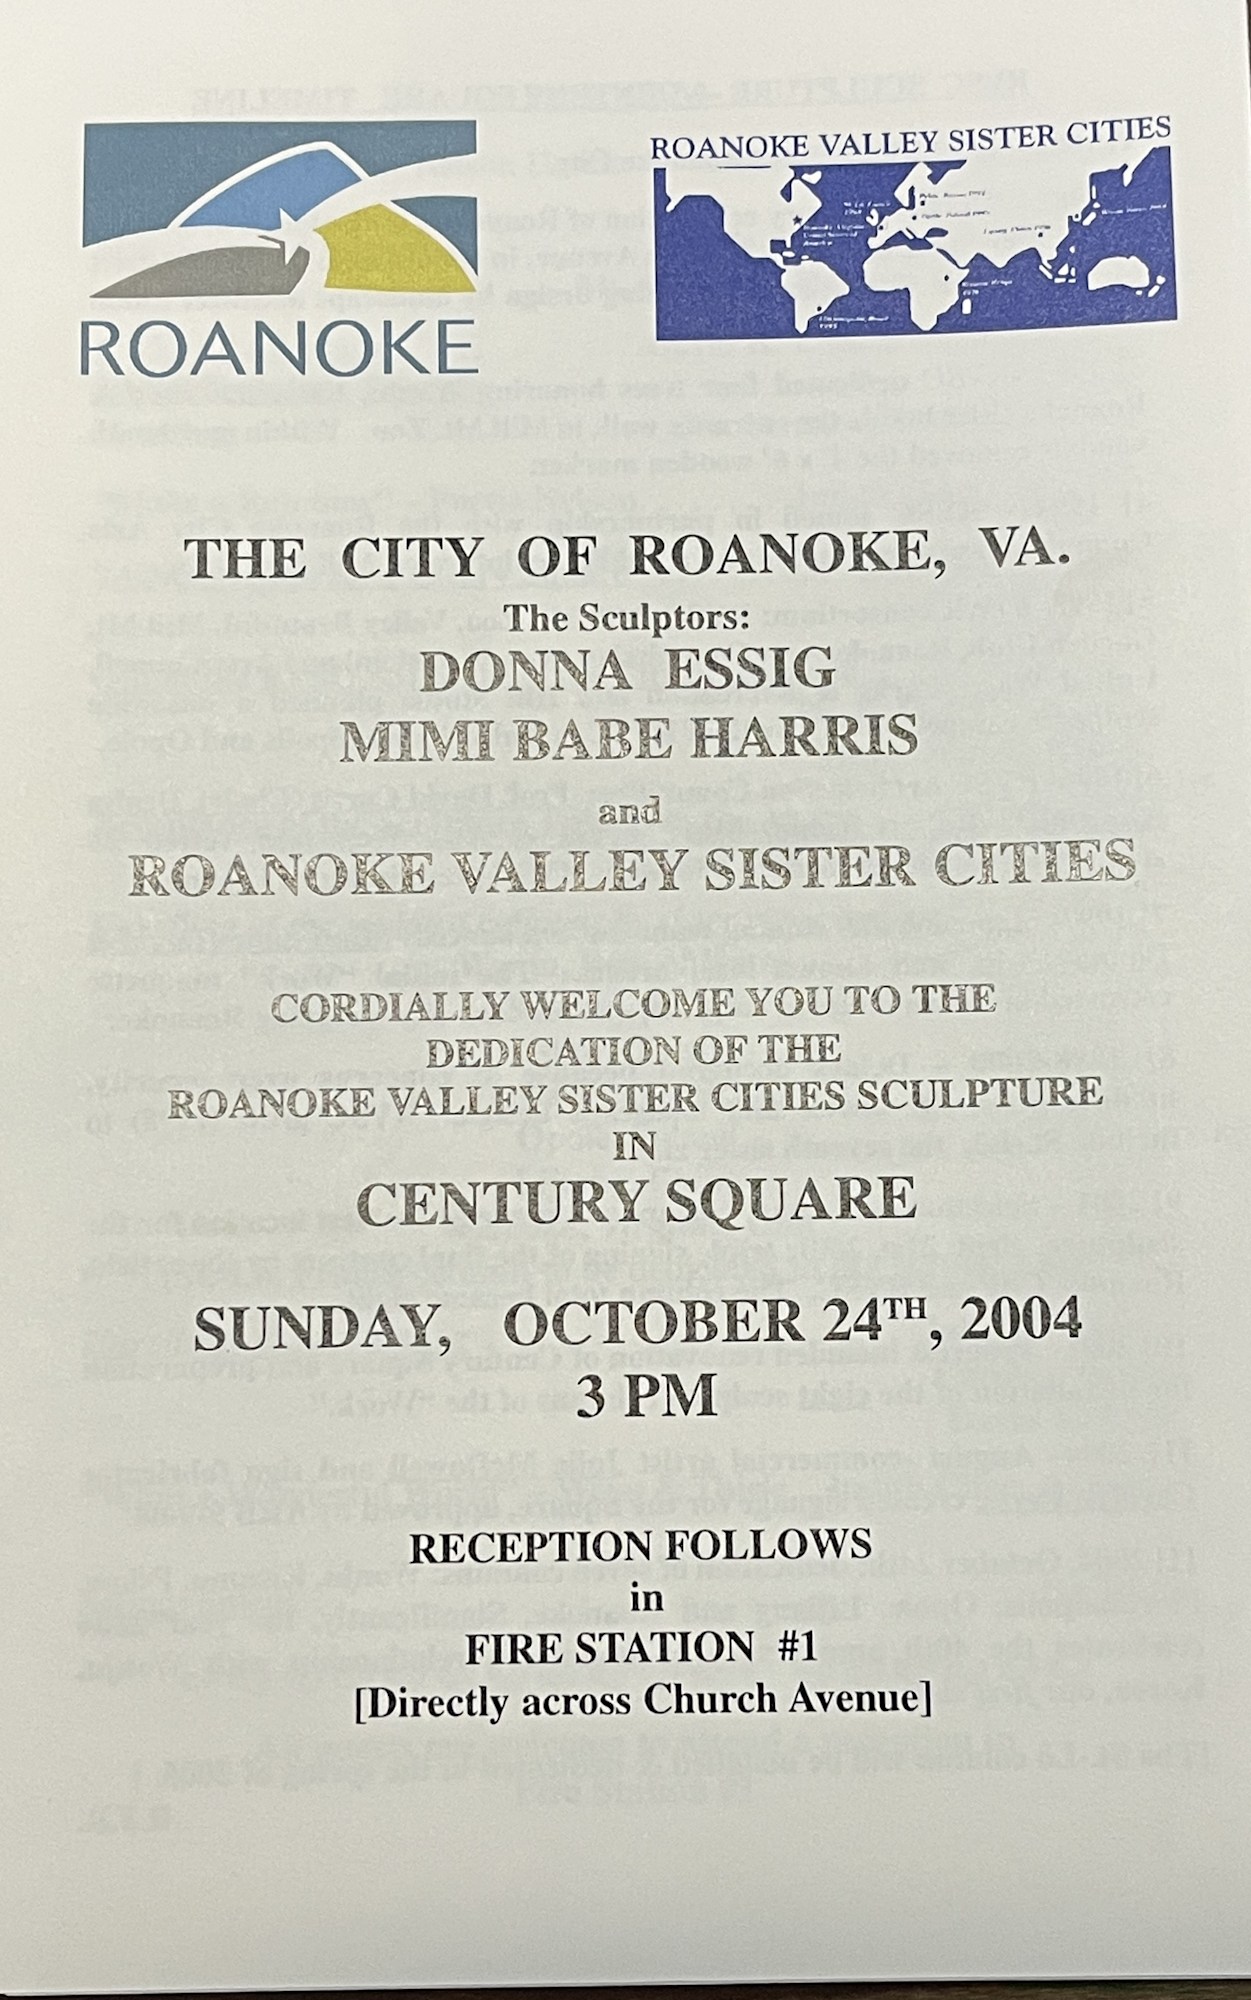 ROANOKE
ROANOKE VALLEY SISTER CITIES
THE CITY OF ROANOKE, VA.
The Sculptors:
DONNA ESSIG
MIMI BABE HARRIS
and
ROANOKE VALLEY SISTER CITIES
CORDIALLY WELCOME YOU TO THE
DEDICATION OF THE
ROANOKE VALLEY SISTER CITIES SCULPTURE
IN
CENTURY SQUARE
SUNDAY, OCTOBER 24TH, 2004
3 PM
RECEPTION FOLLOWS
in
FIRE STATION #1
[Directly across Church Avenue]